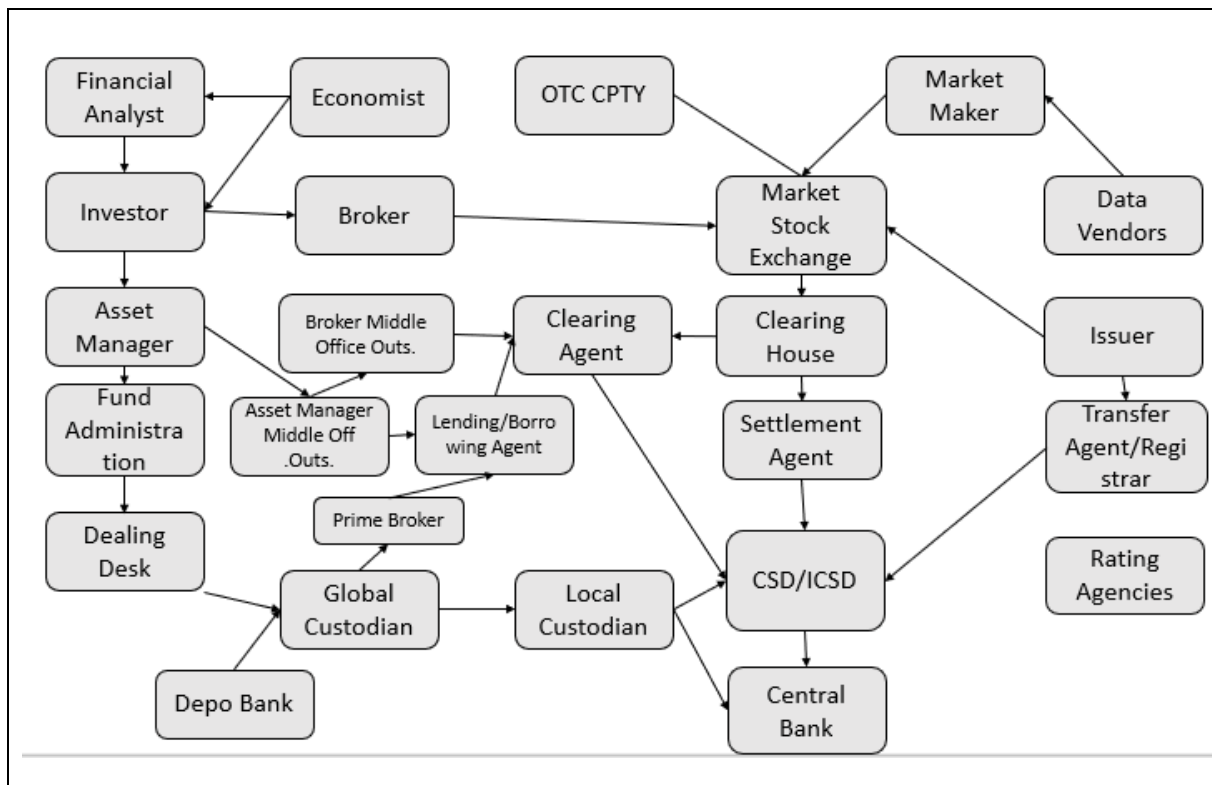 Financial
Analyst
Economist
OTC CPTY
Market
Maker
Investor
Broker
Market
Stock
Exchange
Data
Vendors
Asset
Manager
Broker Middle
Office Outs.
Clearing
Agent
Clearing
House
Issuer
Fund
Administra
tion
Asset Manager
Middle Off
.Outs.
Lending/Borro
wing Agent
Settlement
Agent
Transfer
Agent/Regi
strar
Prime Broker
Dealing
Desk
Global
Custodian
Local
Custodian
CSD/ICSD
Rating
Agencies
Depo Bank
Central
Bank